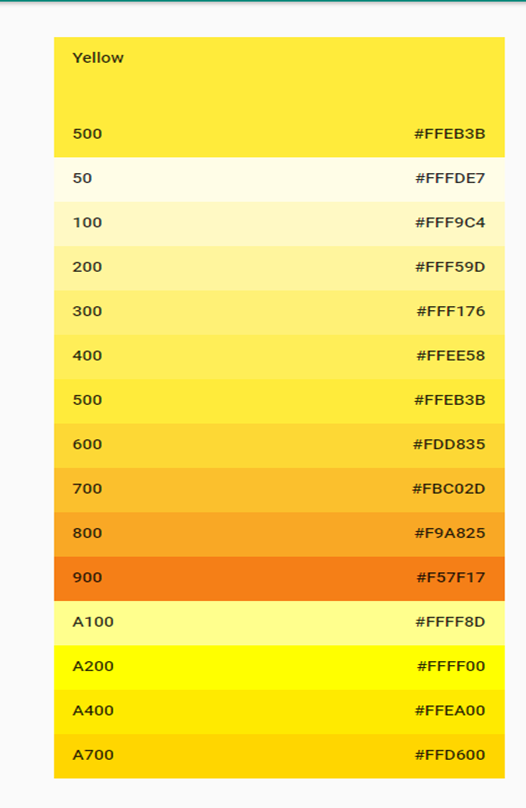 Yellow
500 #FFEB3B
50 #FFFDE7
100 #FFF9C4
200 #FFF59D
300 #FFF176
400 #FFEE58
500 #FFEB3B
600 #FDD835
700 #FBC02D
800 #F9A825
900 #F57F17
A100 #FFFF8D
A200 #FFFF00
A400 #FFEA00
A700 #FFD600